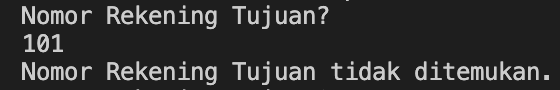 Nomor Rekening Tujuan?
101
Nomor Rekening Tujuan tidak ditemukan.